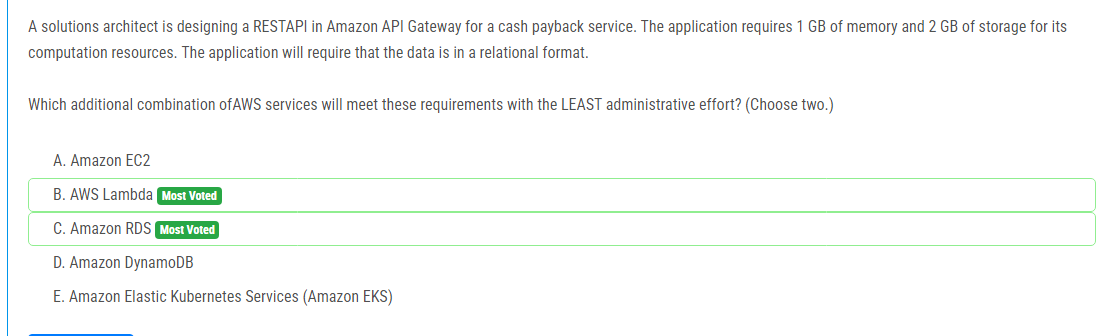 A solutions architect is designing a RESTAPI in Amazon API Gateway for a cash payback service. The application requires 1 GB of memory and 2 GB of storage for its
computation resources. The application will require that the data is in a relational format.
Which additional combination ofAWS services will meet these requirements with the LEAST administrative effort? (Choose two.)
A. Amazon EC2
B. AWS Lambda Most Voted
C. Amazon RDS Most Voted
D. Amazon DynamoDB
E. Amazon Elastic Kubernetes Services (Amazon EKS)